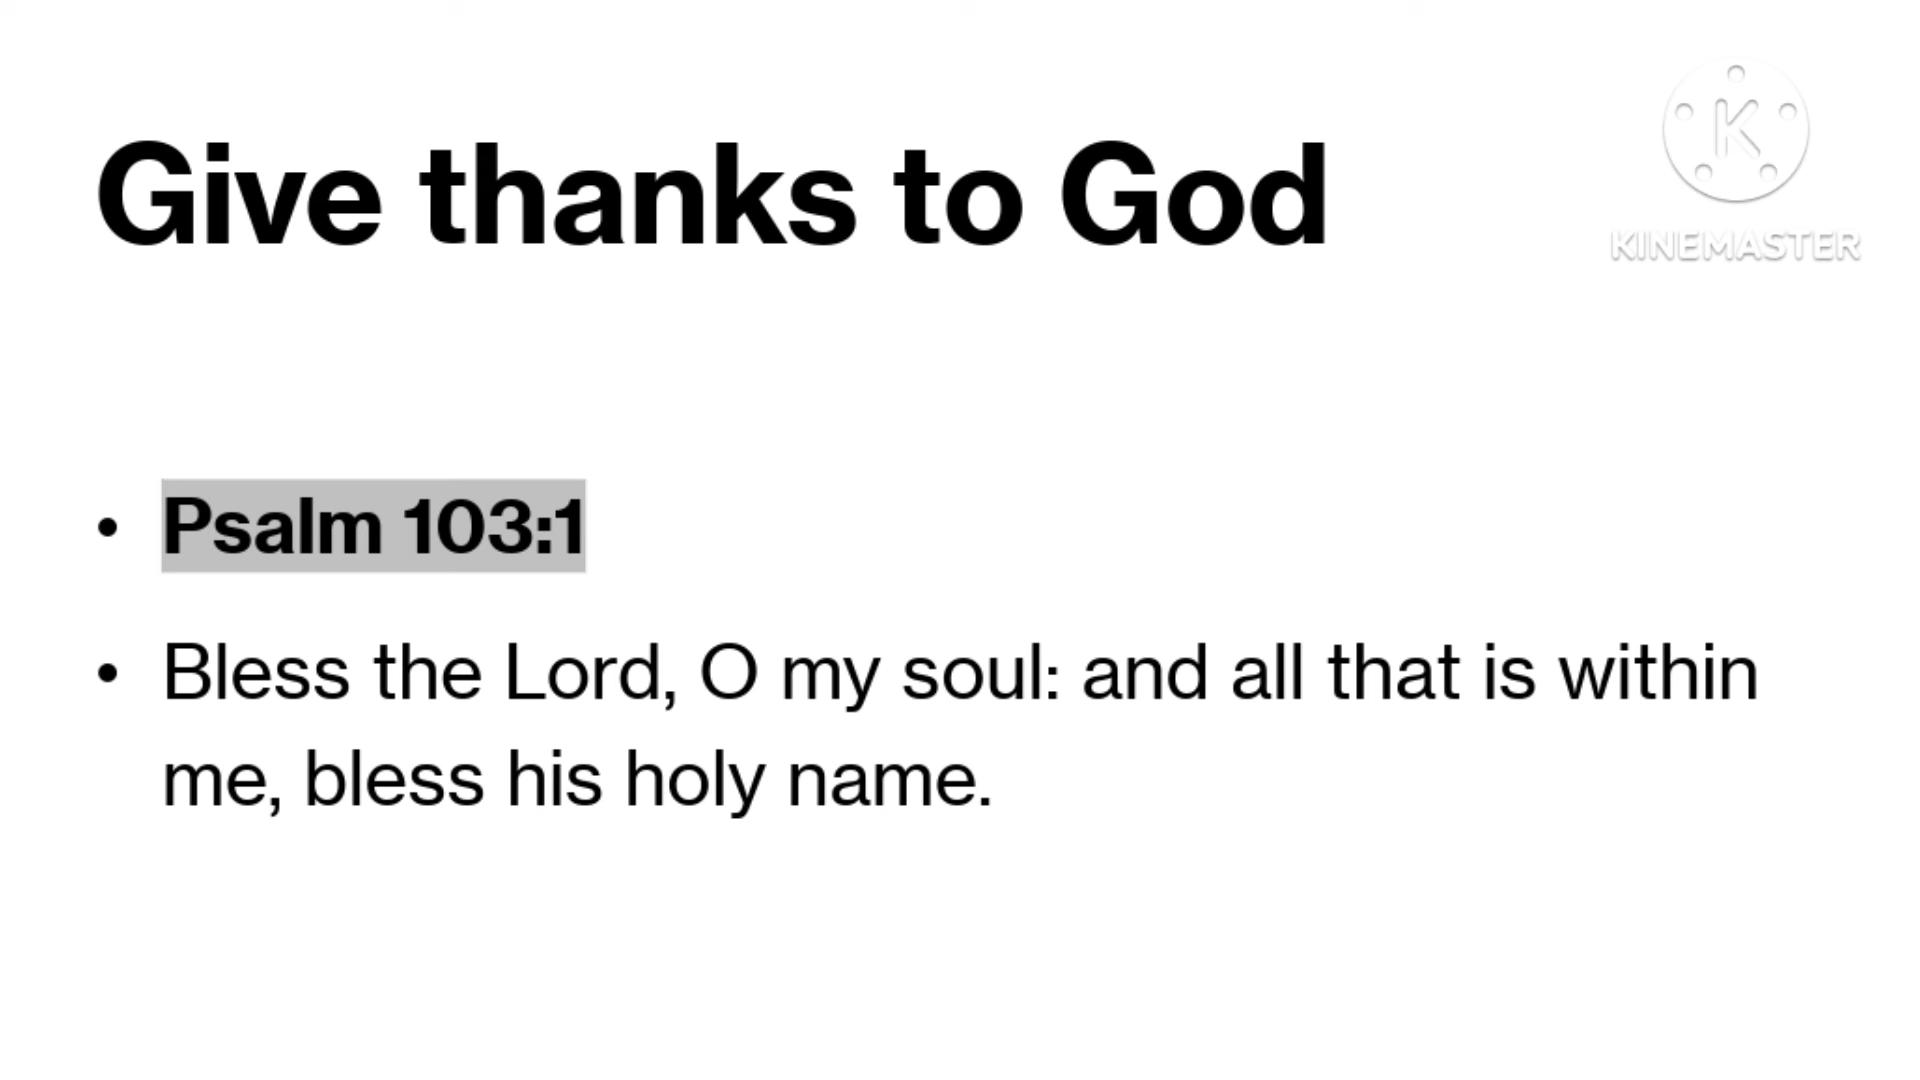 Give thanks to God
K
KINEMASTER
• Psalm 103:1
• Bless the Lord, O my soul: and all that is within
me, bless his holy name.